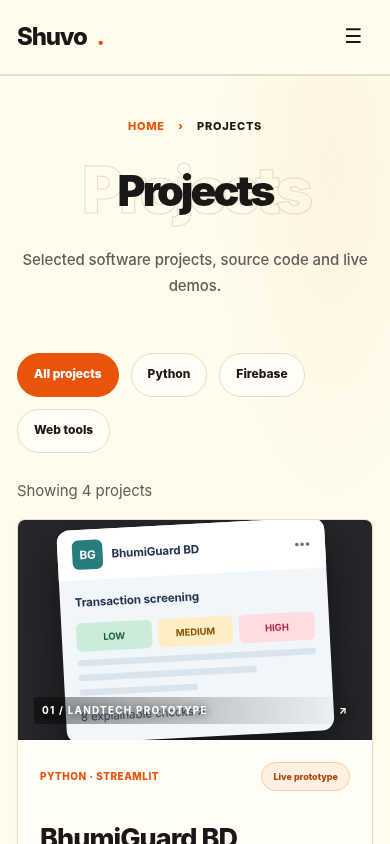 Shuvo .
☰
HOME › PROJECTS
Projects
Projects
Selected software projects, source code and live
demos.
All projects Python Firebase
Web tools
Showing 4 projects
BG BhumiGuard BD •••
Transaction screening
LOW MEDIUM HIGH
01 / LANDTECH PROTOTYPE ↗
8 explainable checks
PYTHON · STREAMLIT Live prototype
BhumiGuard BD